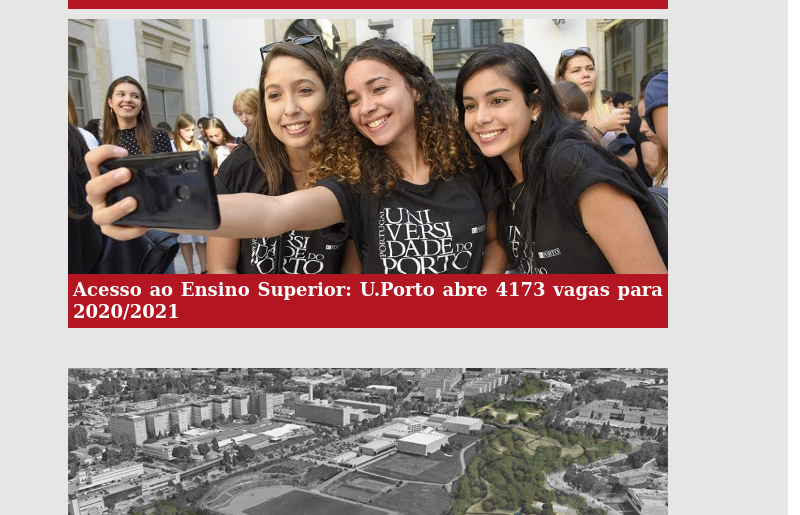 PORTUGAL
UNI
VERSI
DADE DO
PORTO
U.PORTO
Acesso ao Ensino Superior: U.Porto abre 4173 vagas para
2020/2021